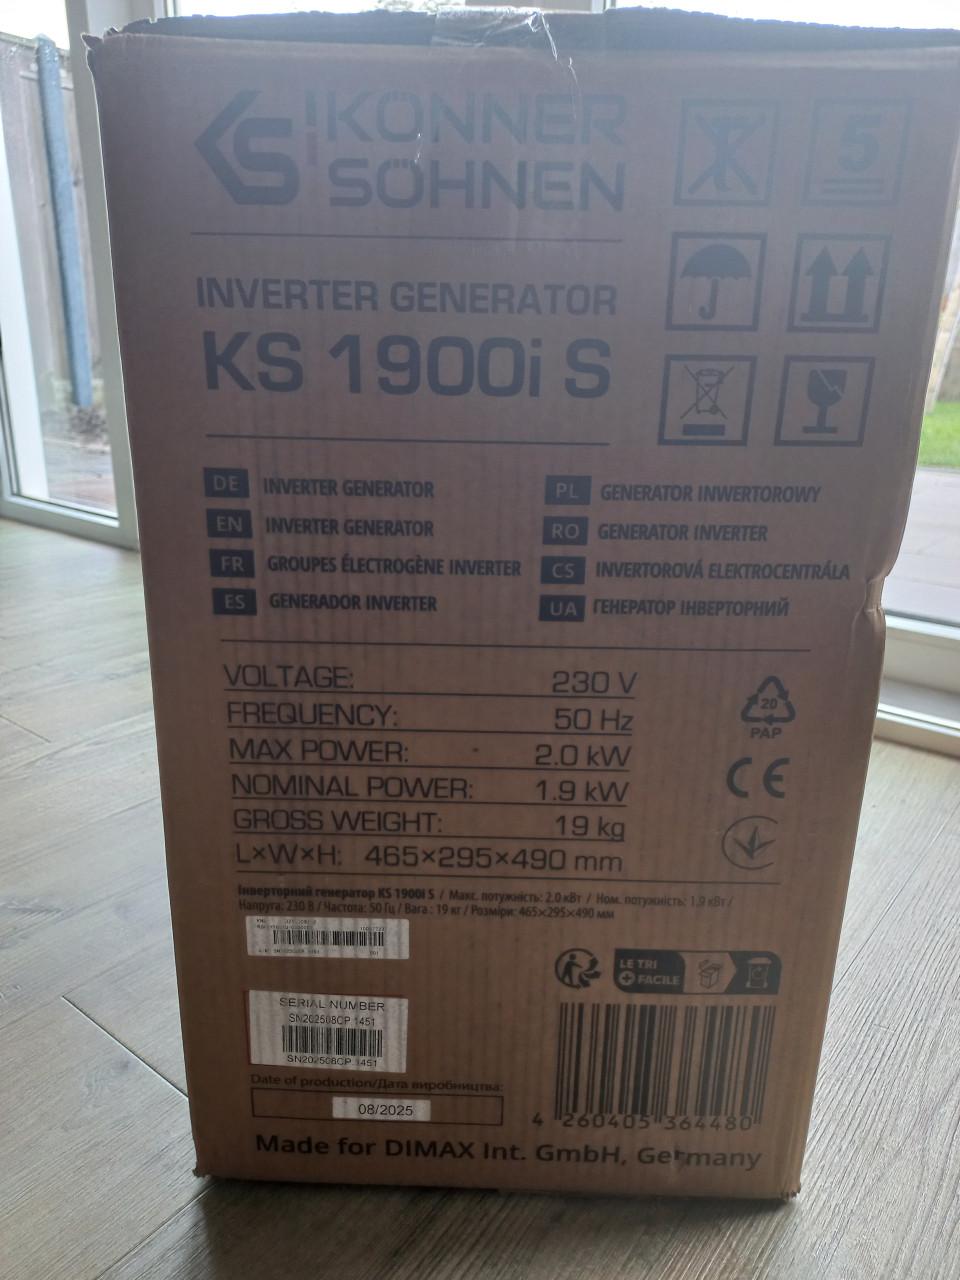 KS
KÖNNER
SÖHNEN
5
INVERTER GENERATOR
KS 1900i S
DE INVERTER GENERATOR
EN INVERTER GENERATOR
FR GROUPES ÉLECTROGÈNE INVERTER
ES GENERADOR INVERTER
PL GENERATOR INWERTOROWY
RO GENERATOR INVERTER
CS INVERTOROVÁ ELEKTROCENTRÁLA
UA ГЕНЕРАТОР ІНВЕРТОРНИЙ
VOLTAGE: 230 V
FREQUENCY: 50 Hz
MAX POWER: 2.0 kW
NOMINAL POWER: 1.9 kW
GROSS WEIGHT: 19 kg
L×W×H: 465×295×490 mm
20
PAP
CE
Інверторний генератор KS 1900i S / Макс. потужність: 2.0 кВт / Ном. потужність: 1.9 кВт /
Напруга: 230 В / Частота: 50 Гц / Вага : 19 кг / Розміри: 465×295×490 мм
SERIAL NUMBER
SN202508CP 1451
SN202508CP 1451
Date of production/Дата виробництва:
08/2025
LE TRI
+ FACILE
4 260405 364480
Made for DIMAX Int. GmbH, Germany